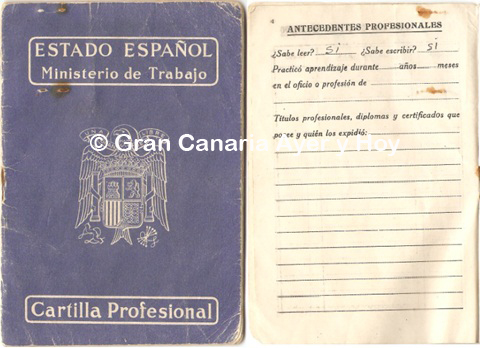 ESTADO ESPAÑOL
Ministerio de Trabajo
© Gran Canaria Ayer y Hoy
Cartilla Profesional
4
ANTECEDENTES PROFESIONALES
¿Sabe leer? SI ¿Sabe escribir? SI
Practicó aprendizaje durante años meses
en el oficio o profesión de
Títulos profesionales, diplomas y certificados que
posee y quién los expidió: